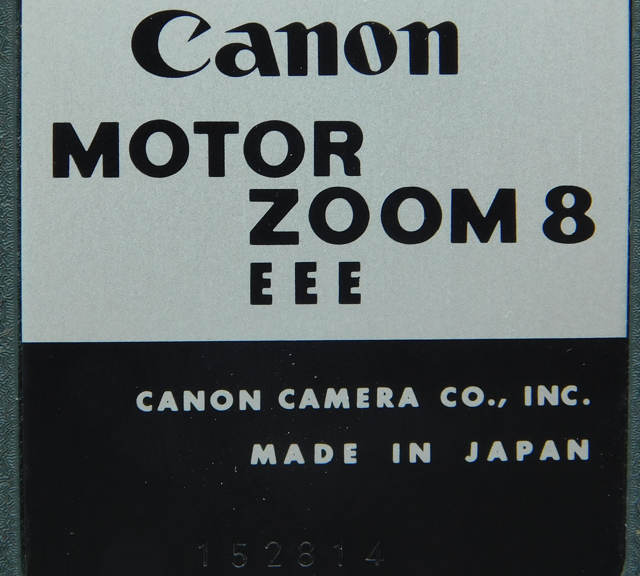 Canon
MOTOR
ZOOM 8
EEE
CANON CAMERA CO., INC.
MADE IN JAPAN
152814